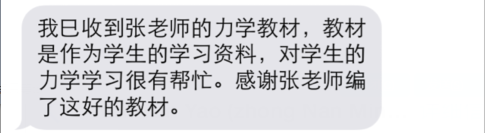 我已收到张老师的力学教材，教材
是作为学生的学习资料，对学生的
力学学习很有帮忙。感谢张老师编
了这好的教材。